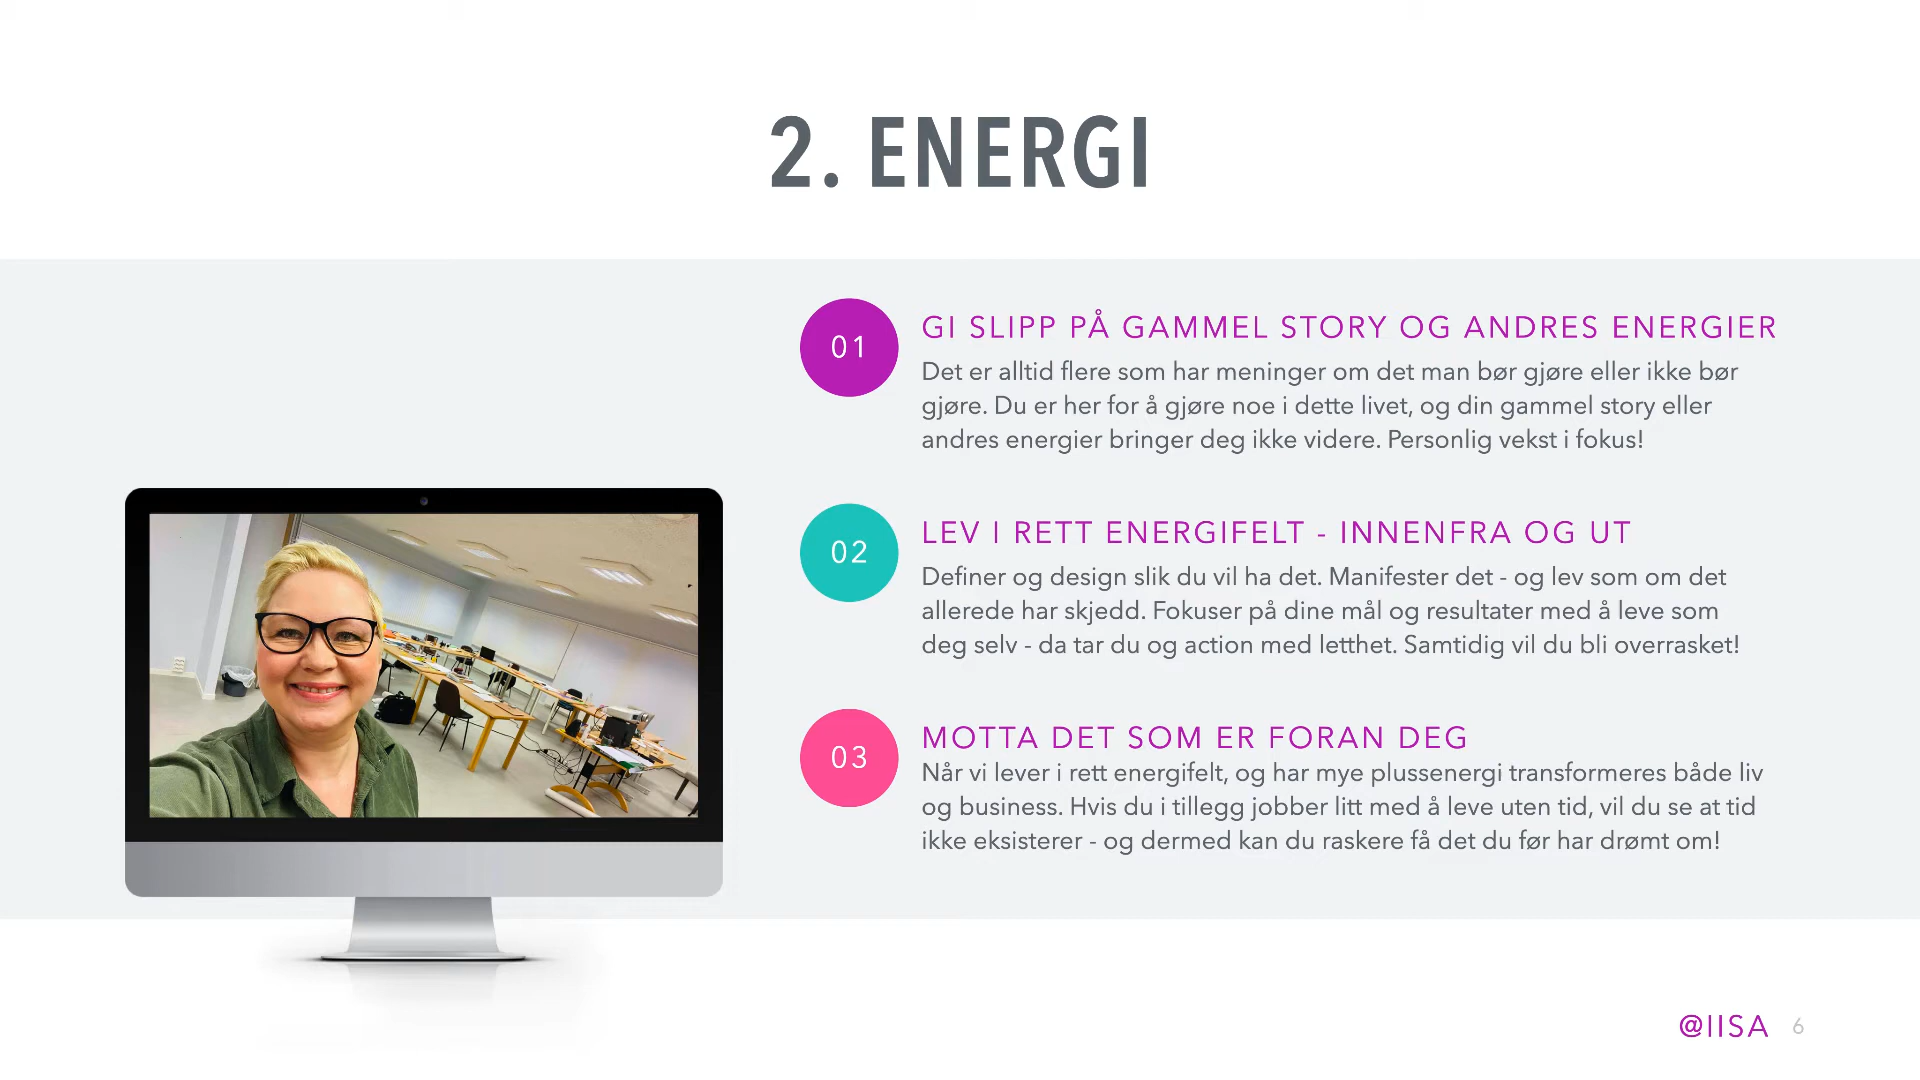 2. ENERGI
01
GI SLIPP PÅ GAMMEL STORY OG ANDRES ENERGIER
Det er alltid flere som har meninger om det man bør gjøre eller ikke bør
gjøre. Du er her for å gjøre noe i dette livet, og din gammel story eller
andres energier bringer deg ikke videre. Personlig vekst i fokus!
02
LEV I RETT ENERGIFELT - INNENFRA OG UT
Definer og design slik du vil ha det. Manifester det - og lev som om det
allerede har skjedd. Fokuser på dine mål og resultater med å leve som
deg selv - da tar du og action med letthet. Samtidig vil du bli overrasket!
03
MOTTA DET SOM ER FORAN DEG
Når vi lever i rett energifelt, og har mye plussenergi transformeres både liv
og business. Hvis du i tillegg jobber litt med å leve uten tid, vil du se at tid
ikke eksisterer - og dermed kan du raskere få det du før har drømt om!
@IISA 6